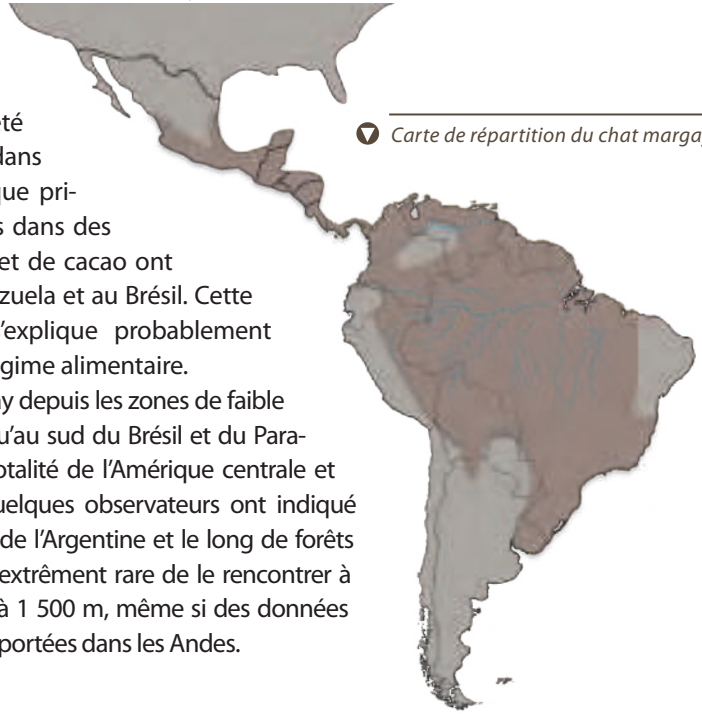 été
dans
que pri-
s dans des
et de cacao ont
zuela et au Brésil. Cette
'explique probablement
gime alimentaire.
y depuis les zones de faible
u'au sud du Brésil et du Para-
otalité de l'Amérique centrale et
uelques observateurs ont indiqué
de l'Argentine et le long de forêts
extrêment rare de le rencontrer à
à 1 500 m, même si des données
portées dans les Andes.
Carte de répartition du chat marga